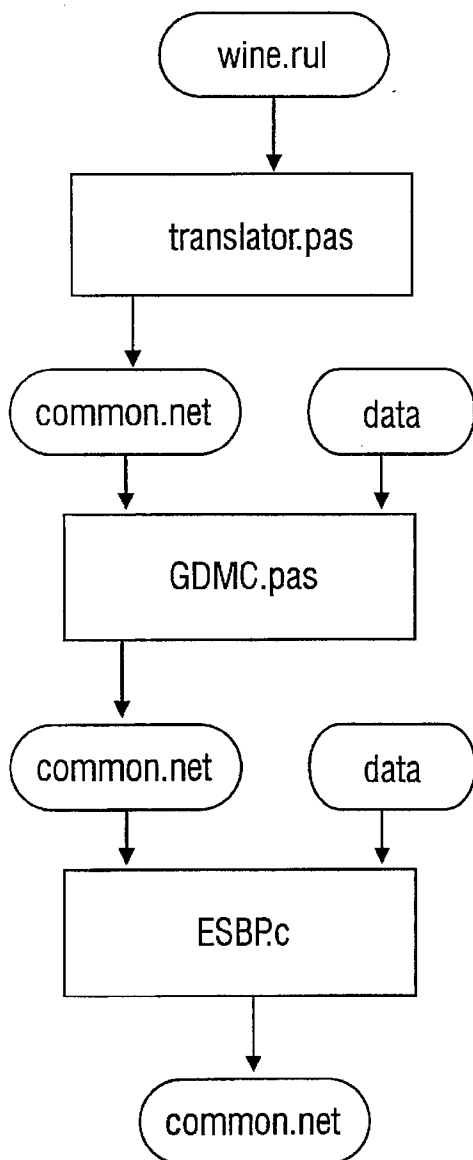 wine.rul
translator.pas
common.net
data
GDMC.pas
common.net
data
ESBP.c
common.net